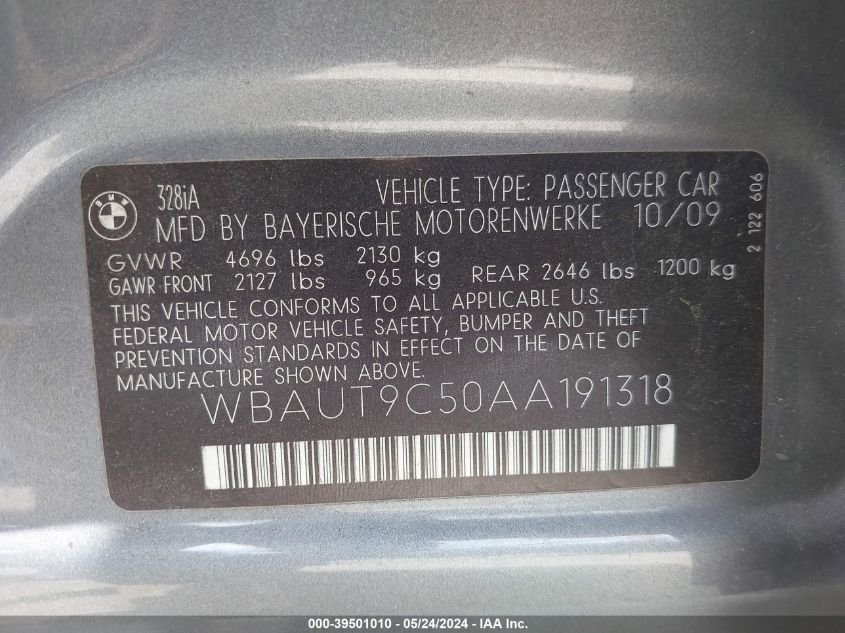 BMW
328iA VEHICLE TYPE: PASSENGER CAR
MFD BY BAYERISCHE MOTORENWERKE 10/09
GVWR 4696 lbs 2130 kg
GAWR FRONT 2127 lbs 965 kg REAR 2646 lbs 1200 kg
THIS VEHICLE CONFORMS TO ALL APPLICABLE U.S.
FEDERAL MOTOR VEHICLE SAFETY, BUMPER AND THEFT
PREVENTION STANDARDS IN EFFECT ON THE DATE OF
MANUFACTURE SHOWN ABOVE.
WBAUT9C50AA191318
2 122 606
000-39501010 - 05/24/2024 - IAA Inc.